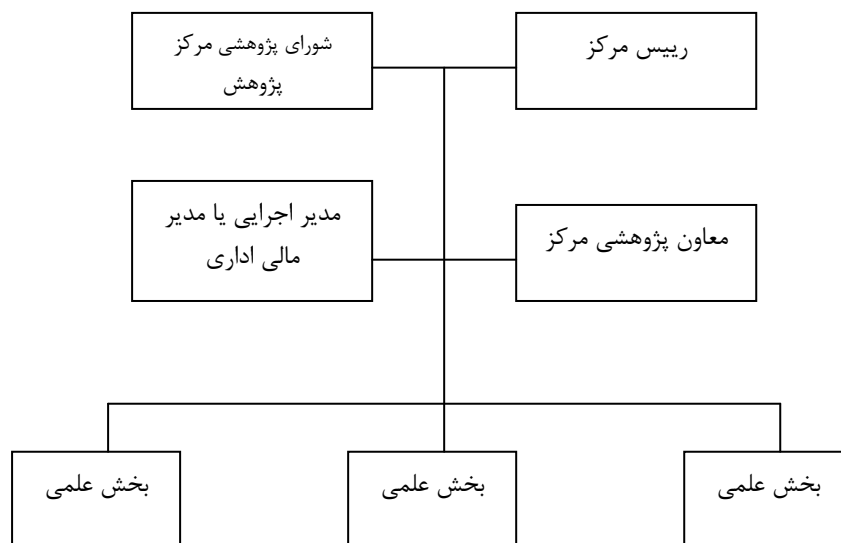 رییس مرکز
شورای پژوهشی مرکز
پژوهش
معاون پژوهشی مرکز
مدیر اجرایی یا مدیر
مالی اداری
بخش علمی
بخش علمی
بخش علمی